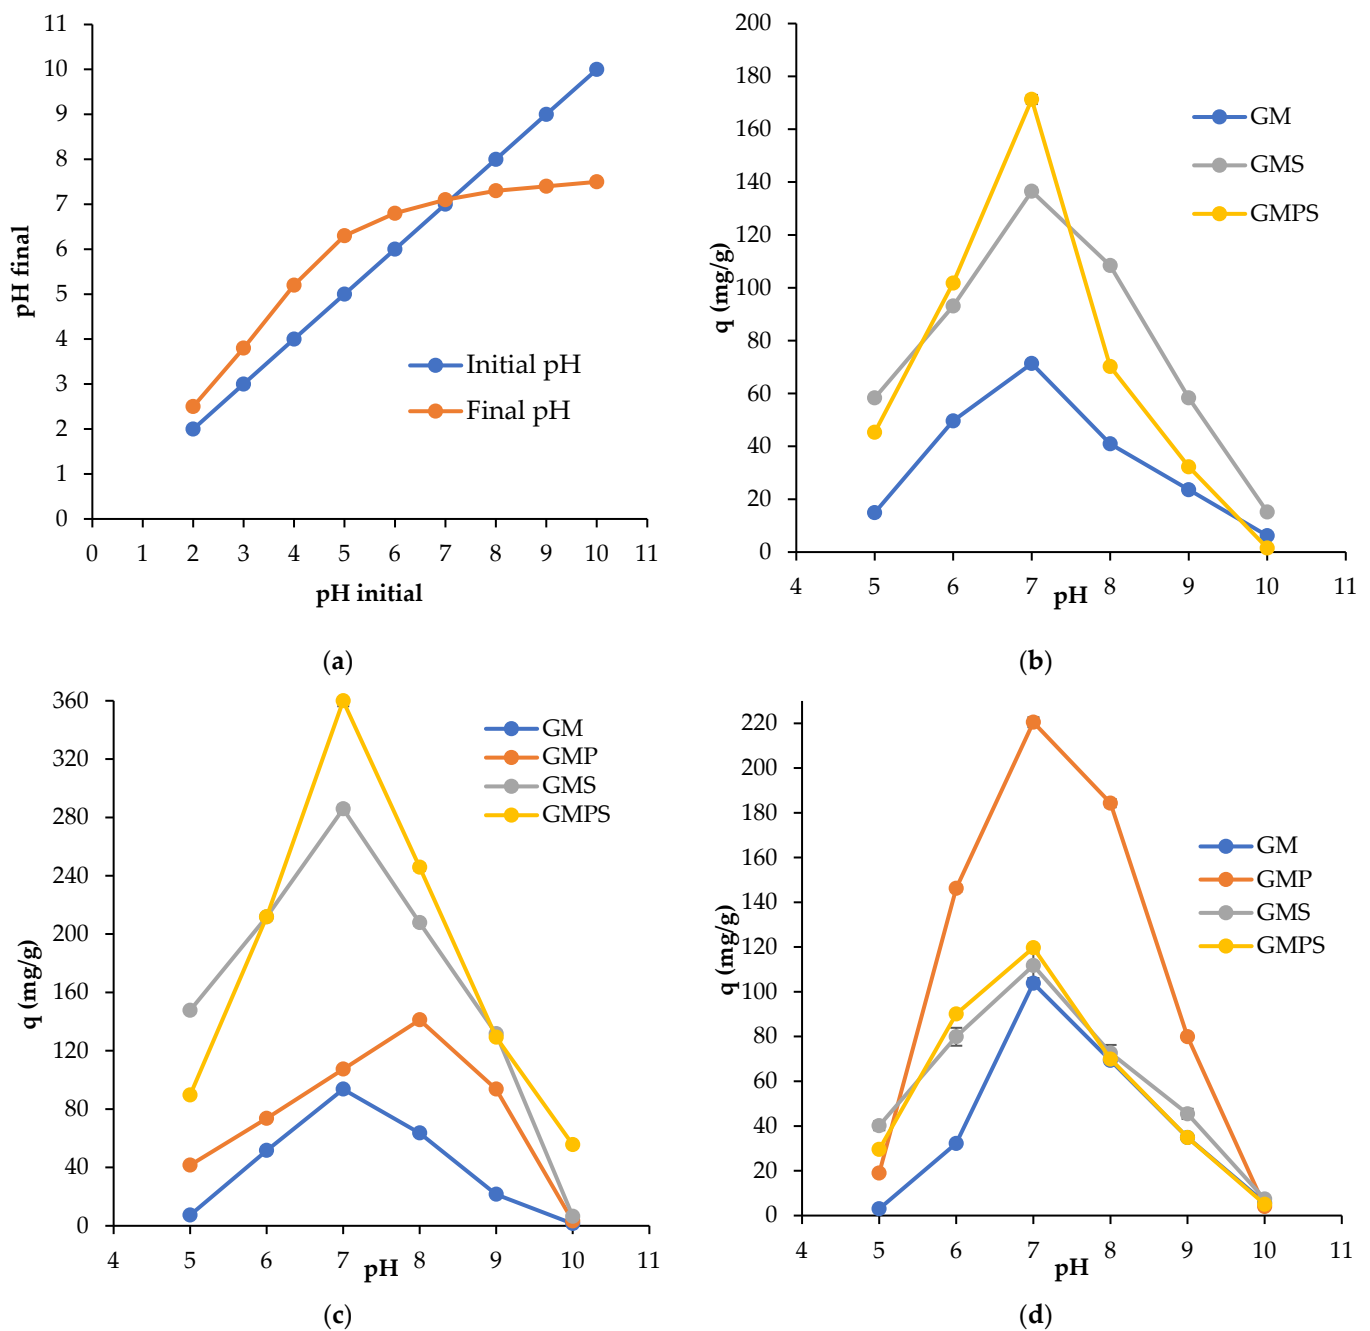 11
10
9
8
7
6
5
4
3
2
1
0
pH final
0 1 2 3 4 5 6 7 8 9 10 11
pH initial
Initial pH
Final pH
(a)
200
180
160
140
120
100
80
60
40
20
0
q (mg/g)
4 5 6 7 8 9 10 11
pH
GM
GMS
GMPS
(b)
360
320
280
240
200
160
120
80
40
0
q (mg/g)
4 5 6 7 8 9 10 11
pH
GM
GMP
GMS
GMPS
(c)
220
200
180
160
140
120
100
80
60
40
20
0
q (mg/g)
4 5 6 7 8 9 10 11
pH
GM
GMP
GMS
GMPS
(d)